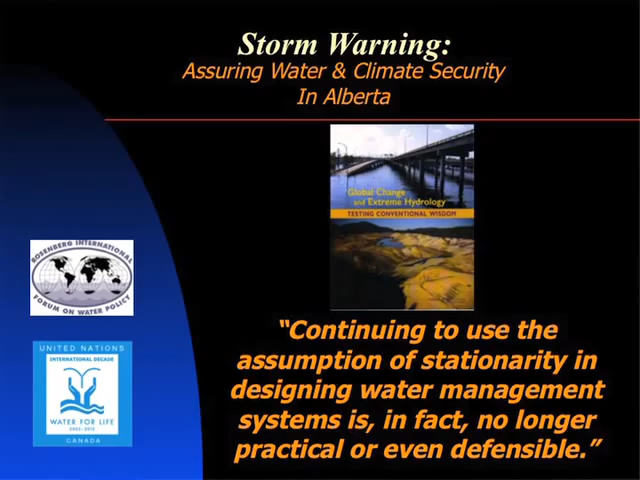 Storm Warning:
Assuring Water & Climate Security
In Alberta
Global Change
and Extreme Hydrology
TESTING CONVENTIONAL WISDOM
ROSENBERG INTERNATIONAL
FORUM ON WATER POLICY
UNITED NATIONS
INTERNATIONAL DECADE
WATER FOR LIFE
2005-2015
CANADA
“Continuing to use the
assumption of stationarity in
designing water management
systems is, in fact, no longer
practical or even defensible.”